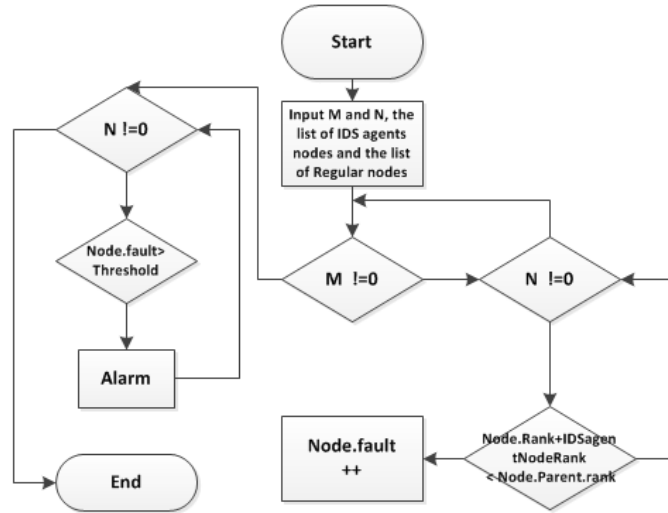 Start
Input M and N, the
list of IDS agents
nodes and the list
of Regular nodes
N !=0
Node.fault>
Threshold
M !=0
N !=0
Alarm
Node.fault
++
Node.Rank+IDSagen
tNodeRank
< Node.Parent.rank
End